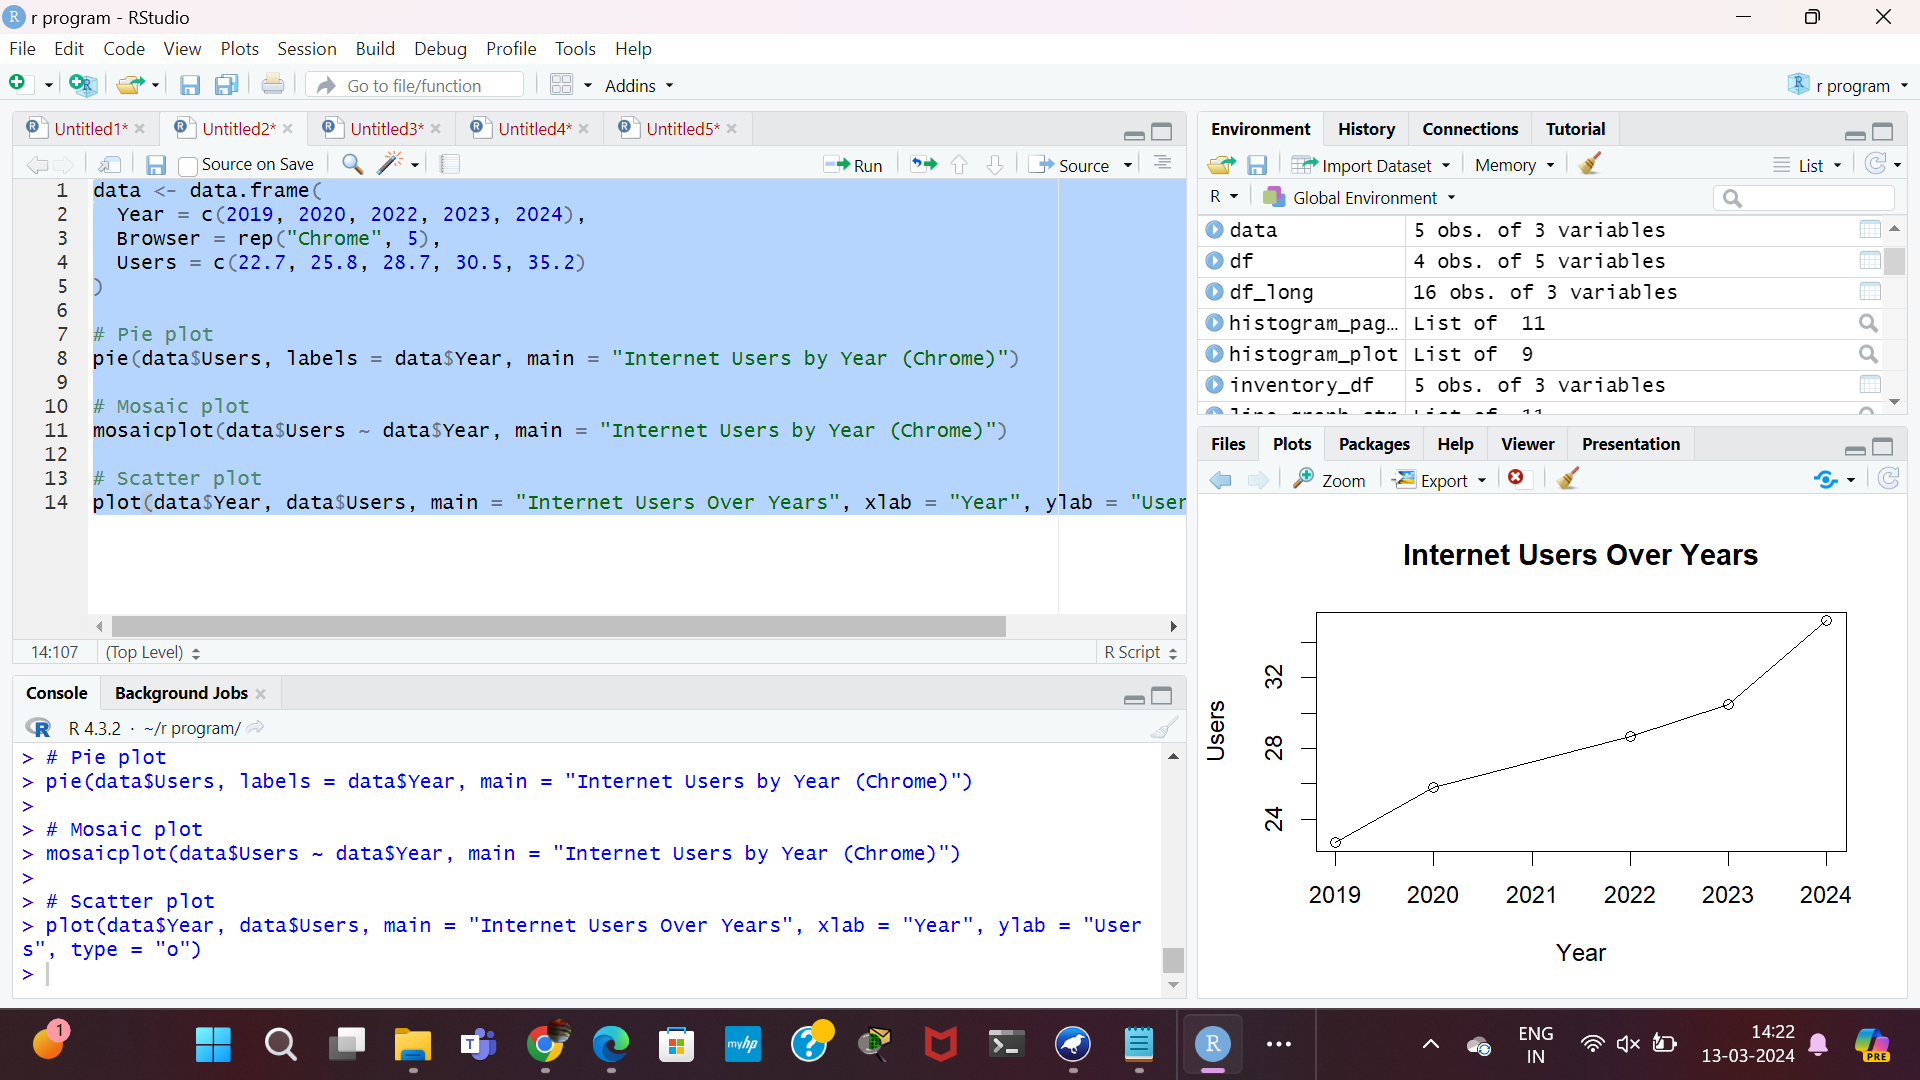 r program - RStudio
File Edit Code View Plots Session Build Debug Profile Tools Help
Go to file/function Addins r program
Untitled1* Untitled2* Untitled3* Untitled4* Untitled5*
Source on Save Run Source
1 data <- data.frame(
2 Year = c(2019, 2020, 2022, 2023, 2024),
3 Browser = rep("Chrome", 5),
4 Users = c(22.7, 25.8, 28.7, 30.5, 35.2)
5 )
6
7 # Pie plot
8 pie(data$Users, labels = data$Year, main = "Internet Users by Year (Chrome)")
9
10 # Mosaic plot
11 mosaicplot(data$Users ~ data$Year, main = "Internet Users by Year (Chrome)")
12
13 # Scatter plot
14 plot(data$Year, data$Users, main = "Internet Users Over Years", xlab = "Year", ylab = "User
14:107 (Top Level) R Script
Console Background Jobs
R 4.3.2 · ~/r program/
> # Pie plot
> pie(data$Users, labels = data$Year, main = "Internet Users by Year (Chrome)")
>
> # Mosaic plot
> mosaicplot(data$Users ~ data$Year, main = "Internet Users by Year (Chrome)")
>
> # Scatter plot
> plot(data$Year, data$Users, main = "Internet Users Over Years", xlab = "Year", ylab = "User
s", type = "o")
>
Environment History Connections Tutorial
Import Dataset Memory List
R Global Environment
data 5 obs. of 3 variables
df 4 obs. of 5 variables
df_long 16 obs. of 3 variables
histogram_pag… List of 11
histogram_plot List of 9
inventory_df 5 obs. of 3 variables
Files Plots Packages Help Viewer Presentation
Zoom Export
Internet Users Over Years
Users
32
28
24
2019 2020 2021 2022 2023 2024
Year
1
myhp
R
ENG
IN
14:22
13-03-2024
PRE